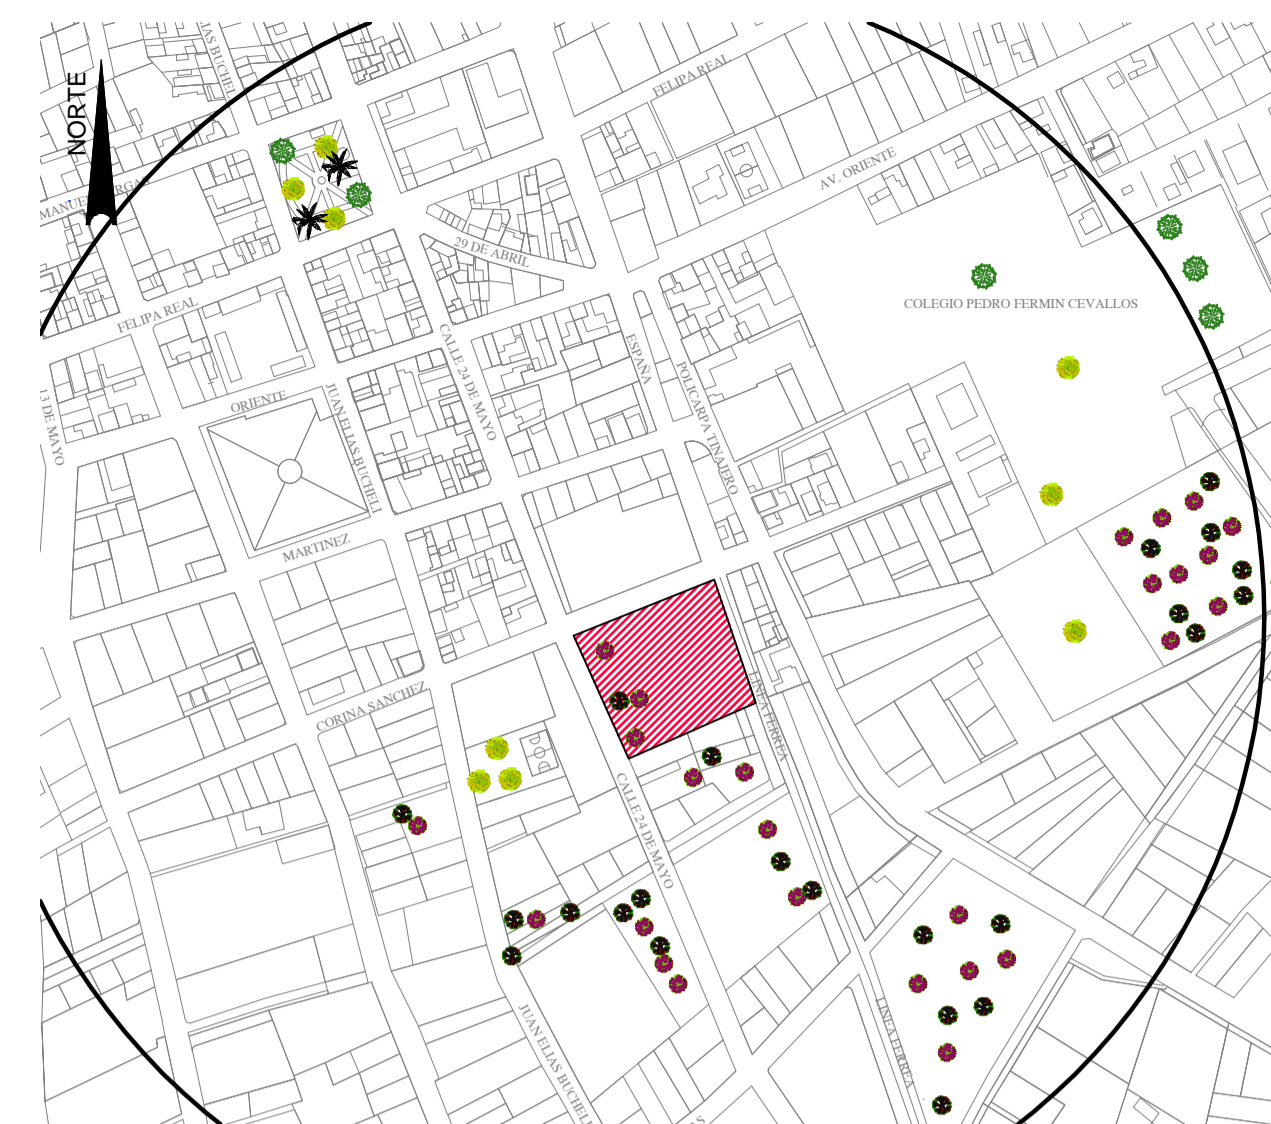 NORTE
FELIPA REAL
AV. ORIENTE
29 DE ABRIL
COLEGIO PEDRO FERMIN CEVALLOS
FELIPA REAL
CALLE 24 DE MAYO
ESPAÑA
POLICARPA TINAJERO
13 DE MAYO
ORIENTE
JUAN ELIAS BUCHELI
MARTINEZ
CORINA SANCHEZ
LINEA FERREA
CALLE 24 DE MAYO
LINEA FERREA
JUAN ELIAS BUCHELI